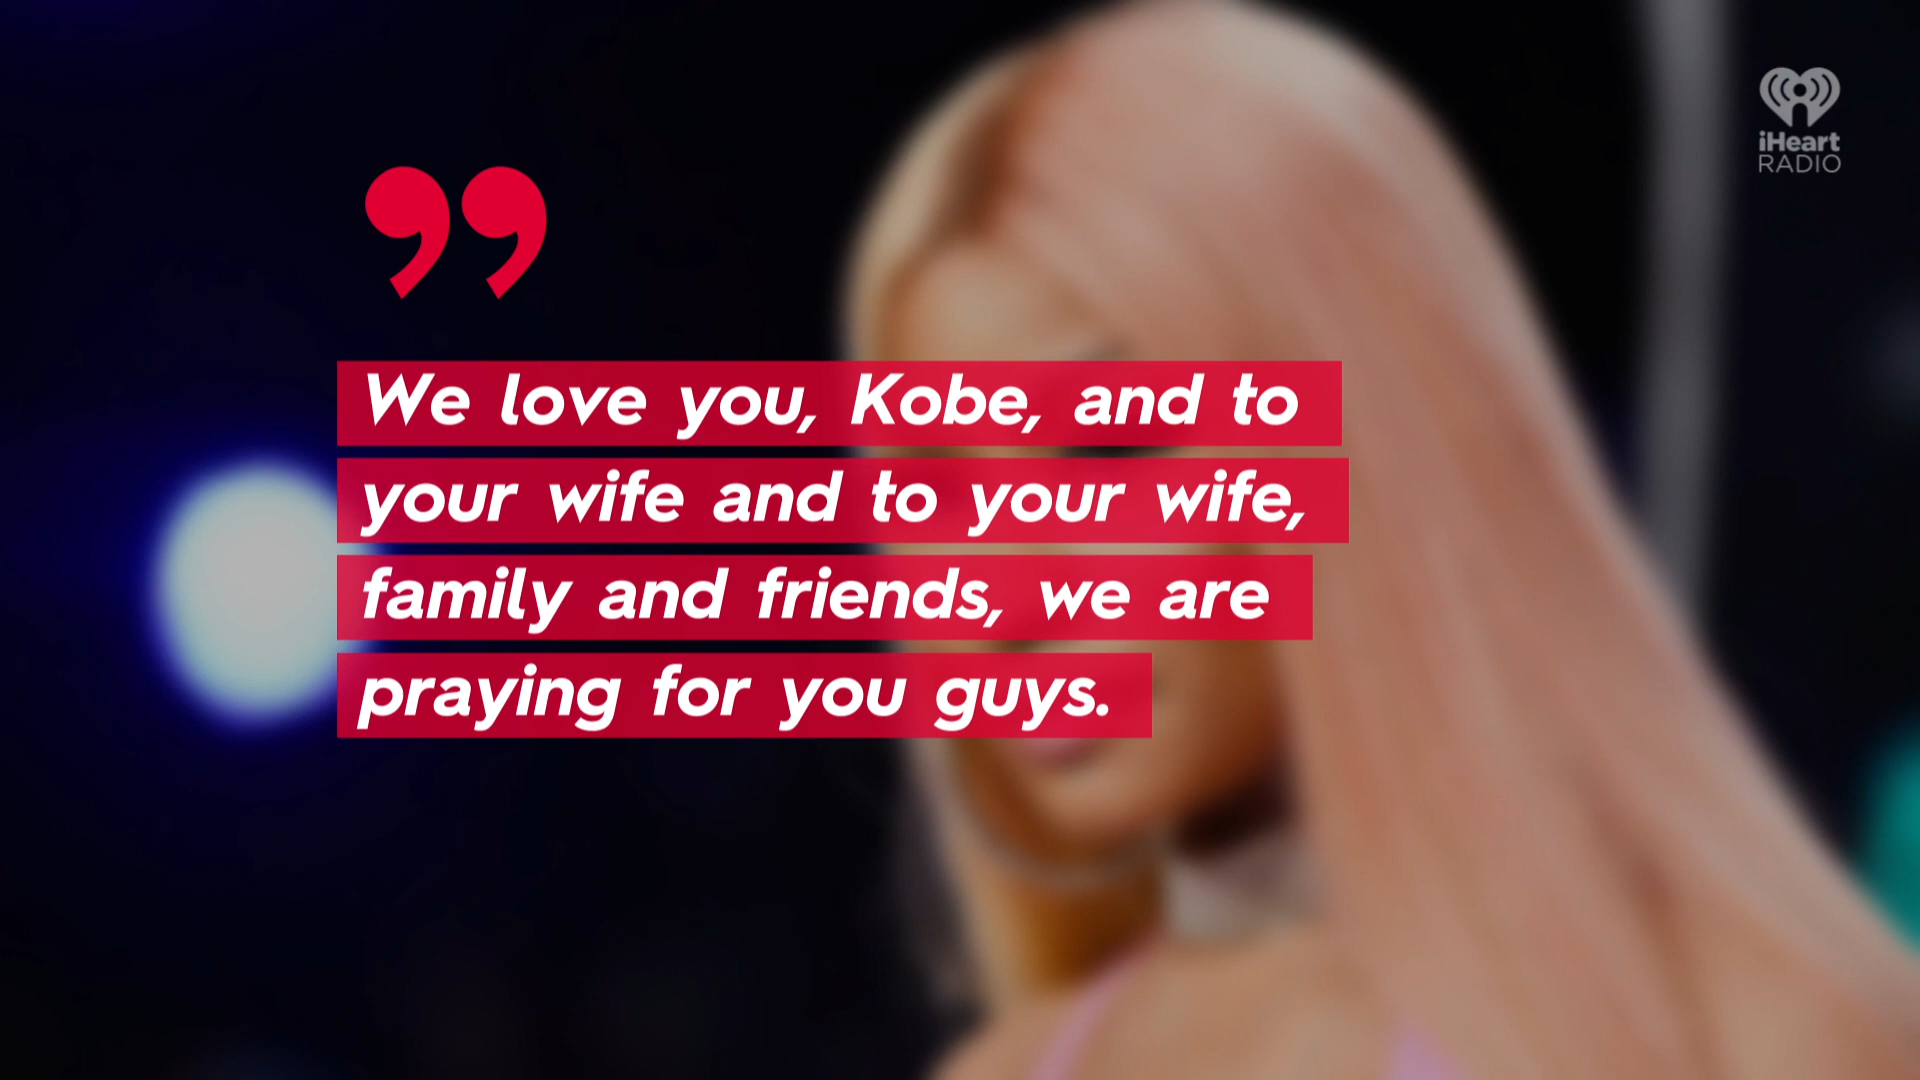 iHeart
RADIO
”
We love you, Kobe, and to
your wife and to your wife,
family and friends, we are
praying for you guys.